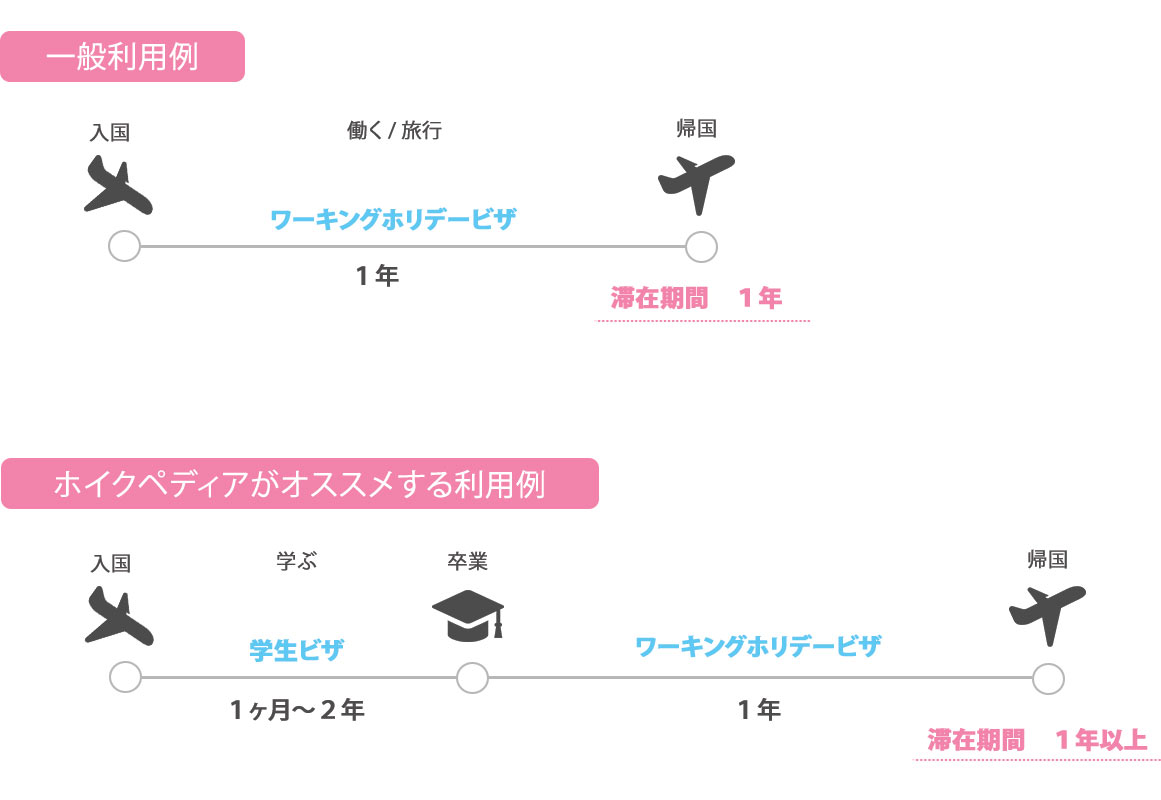 一般利用例
入国
働く/旅行
帰国
ワーキングホリデービザ
1年
滞在期間　1年
ホイクペディアがオススメする利用例
入国
学ぶ
卒業
帰国
学生ビザ
ワーキングホリデービザ
1ヶ月〜2年
1年
滞在期間　1年以上